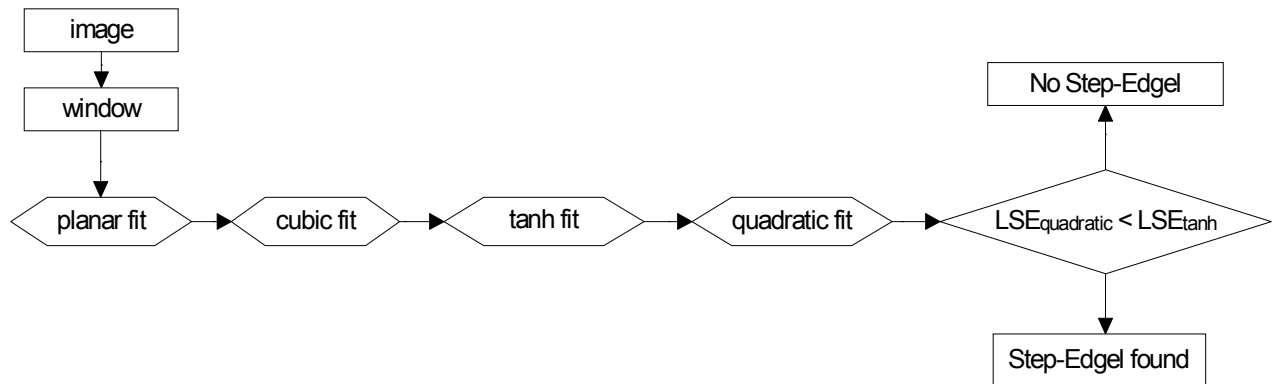 image
window
No Step-Edgel
planar fit
cubic fit
tanh fit
quadratic fit
LSEquadratic < LSEtanh
Step-Edgel found